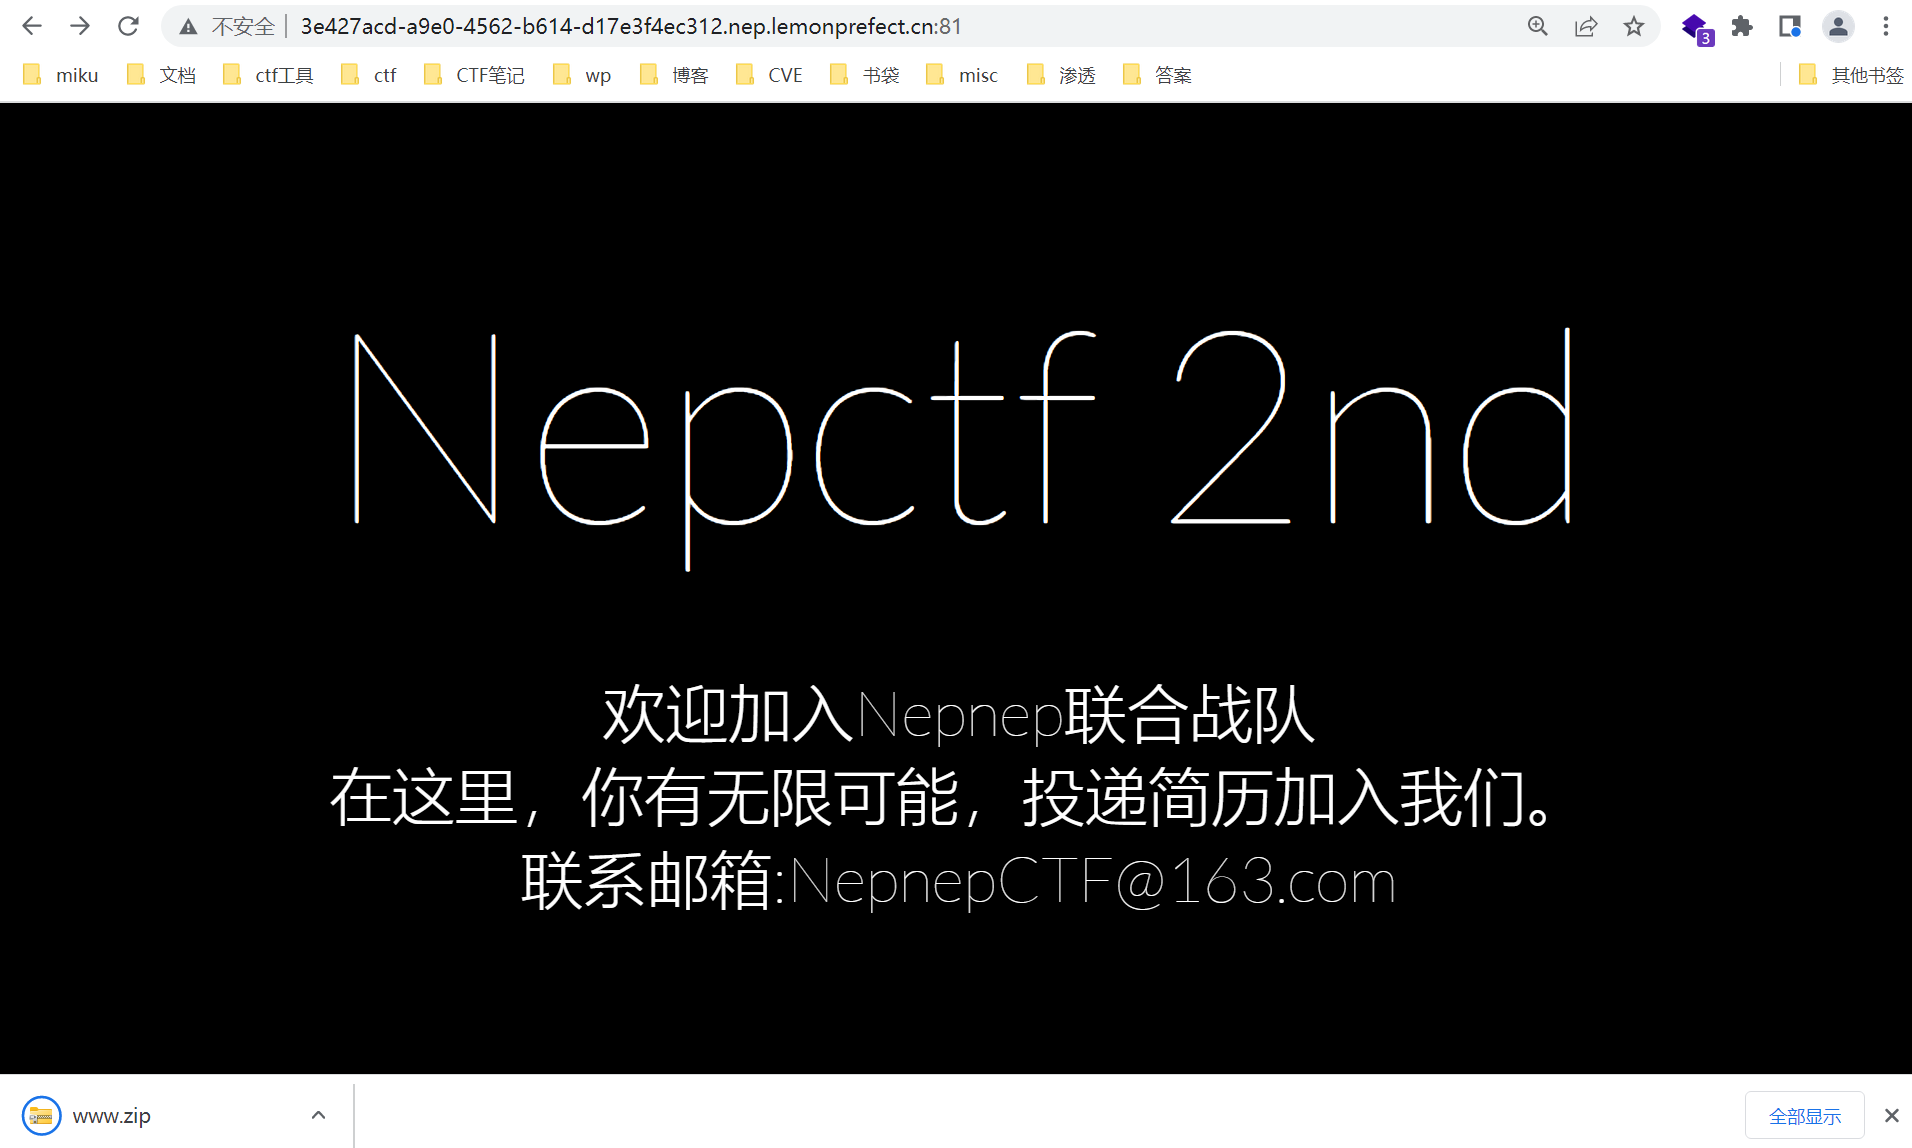 不安全 3e427acd-a9e0-4562-b614-d17e3f4ec312.nep.lemonprefect.cn:81
3
miku 文档 ctf工具 ctf CTF笔记 wp 博客 CVE 书袋 misc 渗透 答案 其他书签
Nepctf 2nd
欢迎加入Nepnep联合战队
在这里，你有无限可能，投递简历加入我们。
联系邮箱:NepnepCTF@163.com
www.zip 全部显示